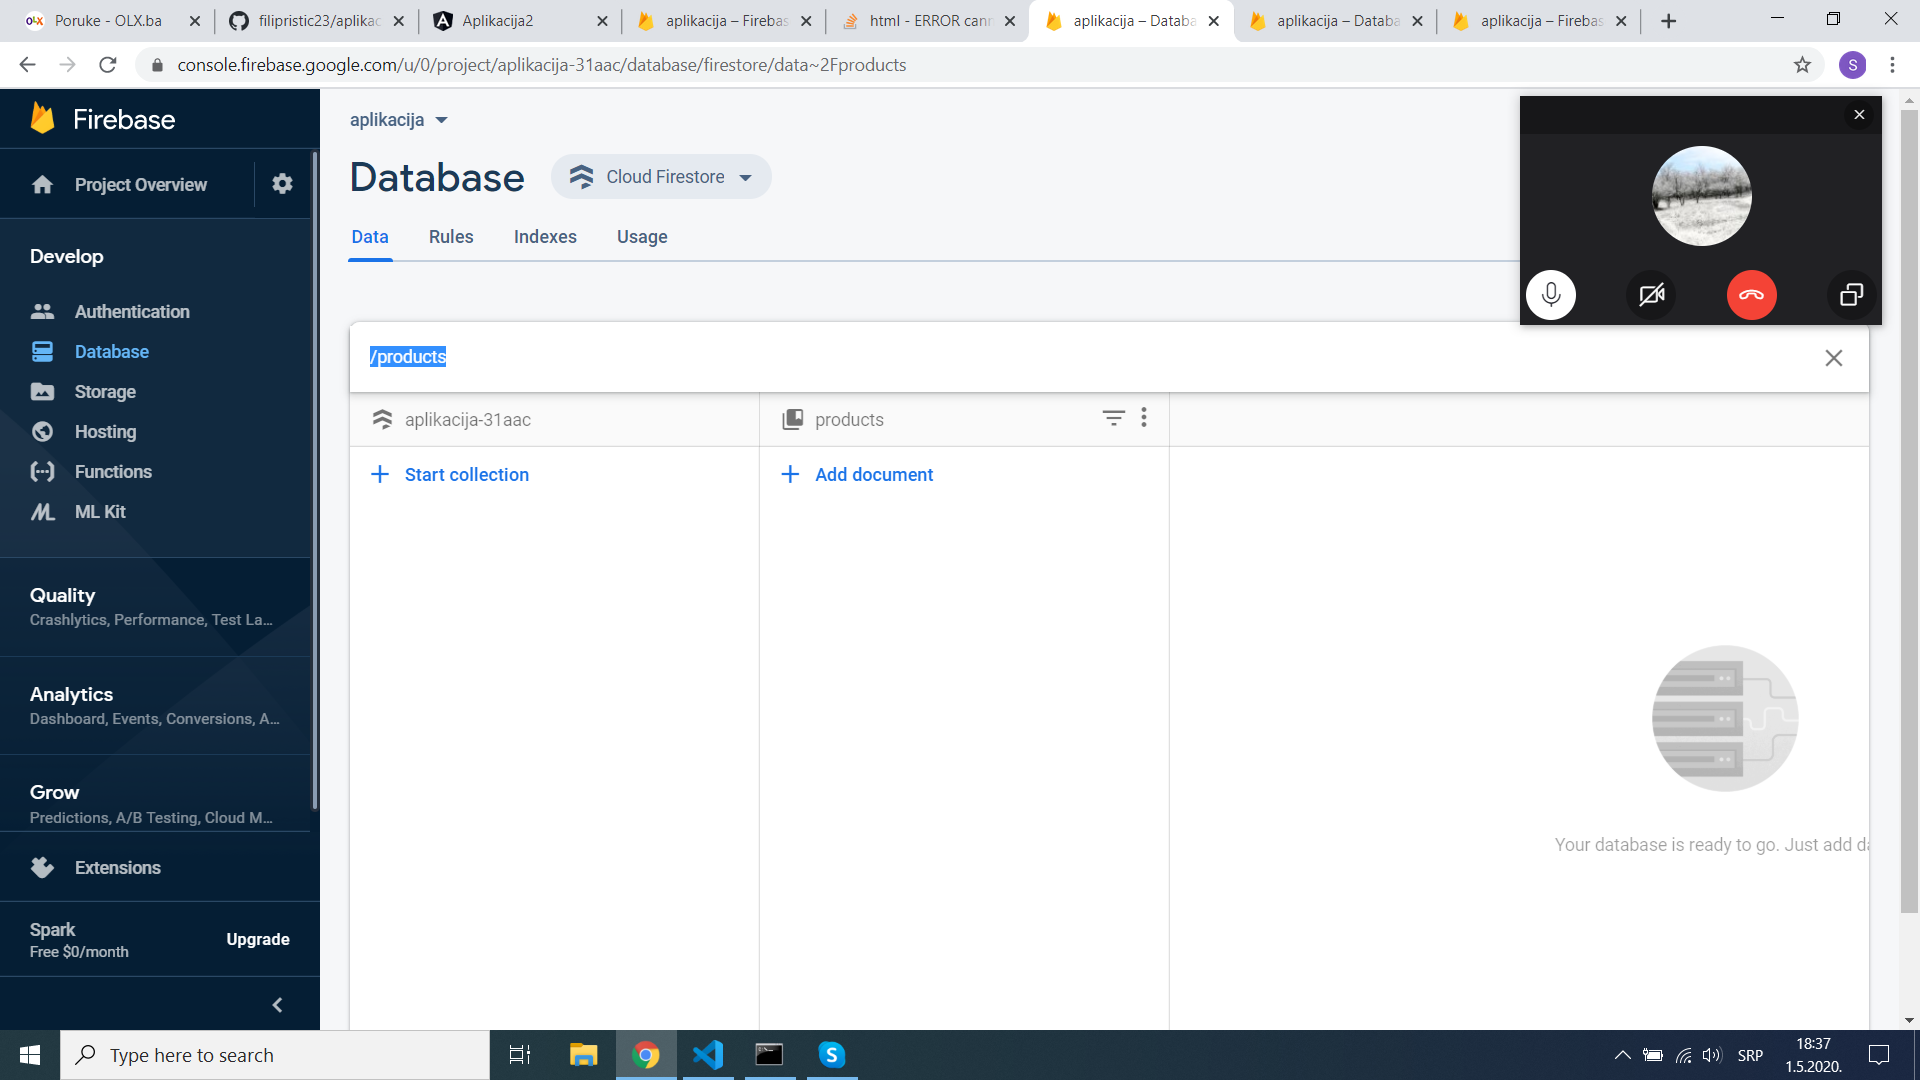 Poruke - OLX.ba
filipristic23/aplikac
Aplikacija2
aplikacija – Firebas
html - ERROR cann
aplikacija – Databa
aplikacija – Databa
aplikacija – Firebas
console.firebase.google.com/u/0/project/aplikacija-31aac/database/firestore/data~2Fproducts
S
Firebase
Project Overview
Develop
Authentication
Database
Storage
Hosting
Functions
ML Kit
Quality
Crashlytics, Performance, Test La...
Analytics
Dashboard, Events, Conversions, A...
Grow
Predictions, A/B Testing, Cloud M...
Extensions
Spark
Free $0/month
Upgrade
aplikacija
Database
Cloud Firestore
Data
Rules
Indexes
Usage
/products
aplikacija-31aac
products
Start collection
Add document
Your database is ready to go. Just add da
Type here to search
SRP
18:37
1.5.2020.